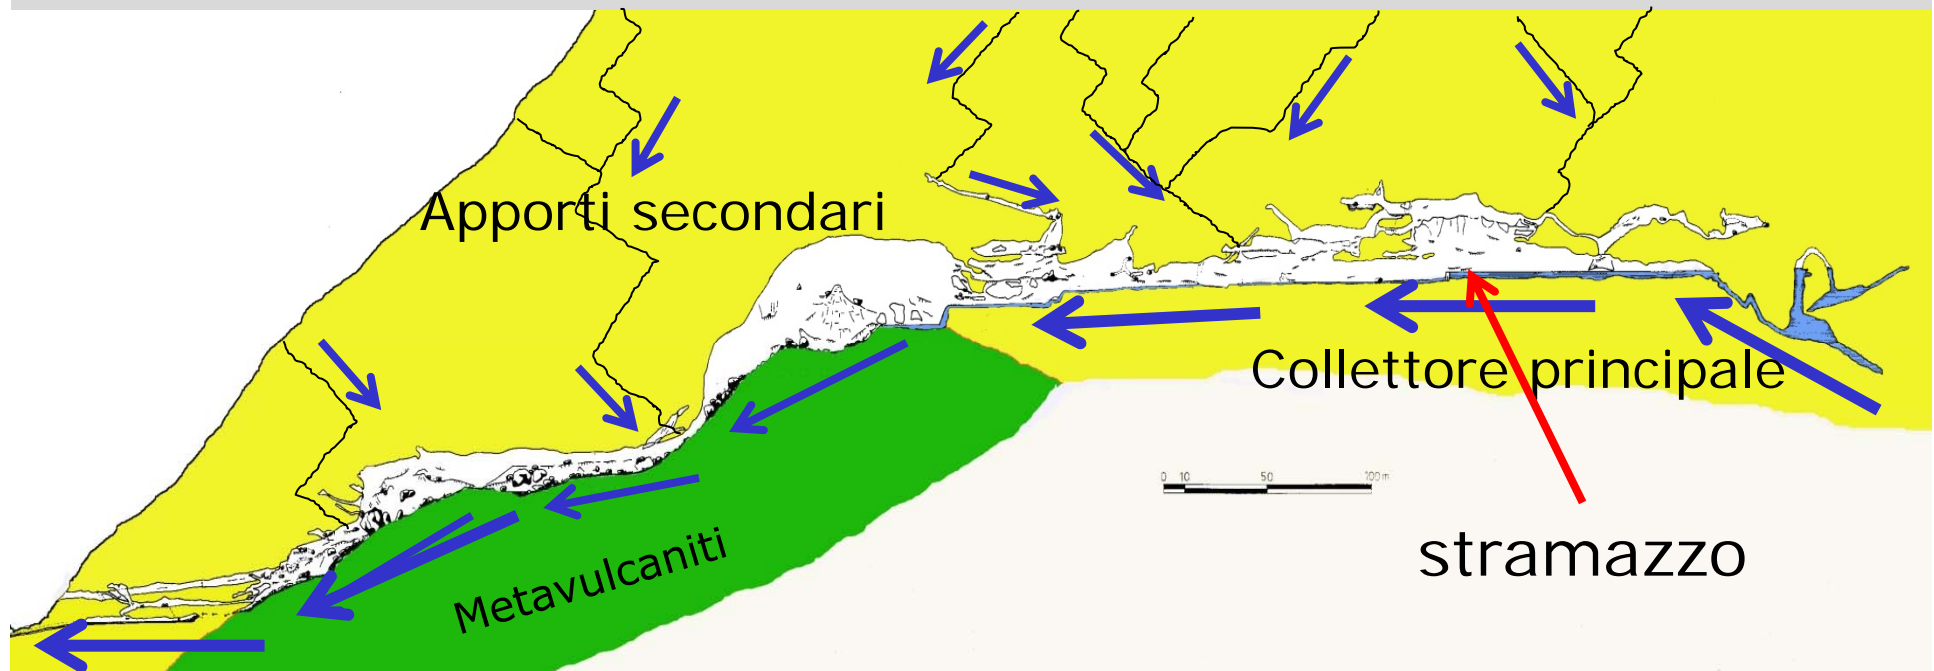 Apporti secondari
Collettore principale
0 10 50 100 m
stramazzo
Metavulcaniti